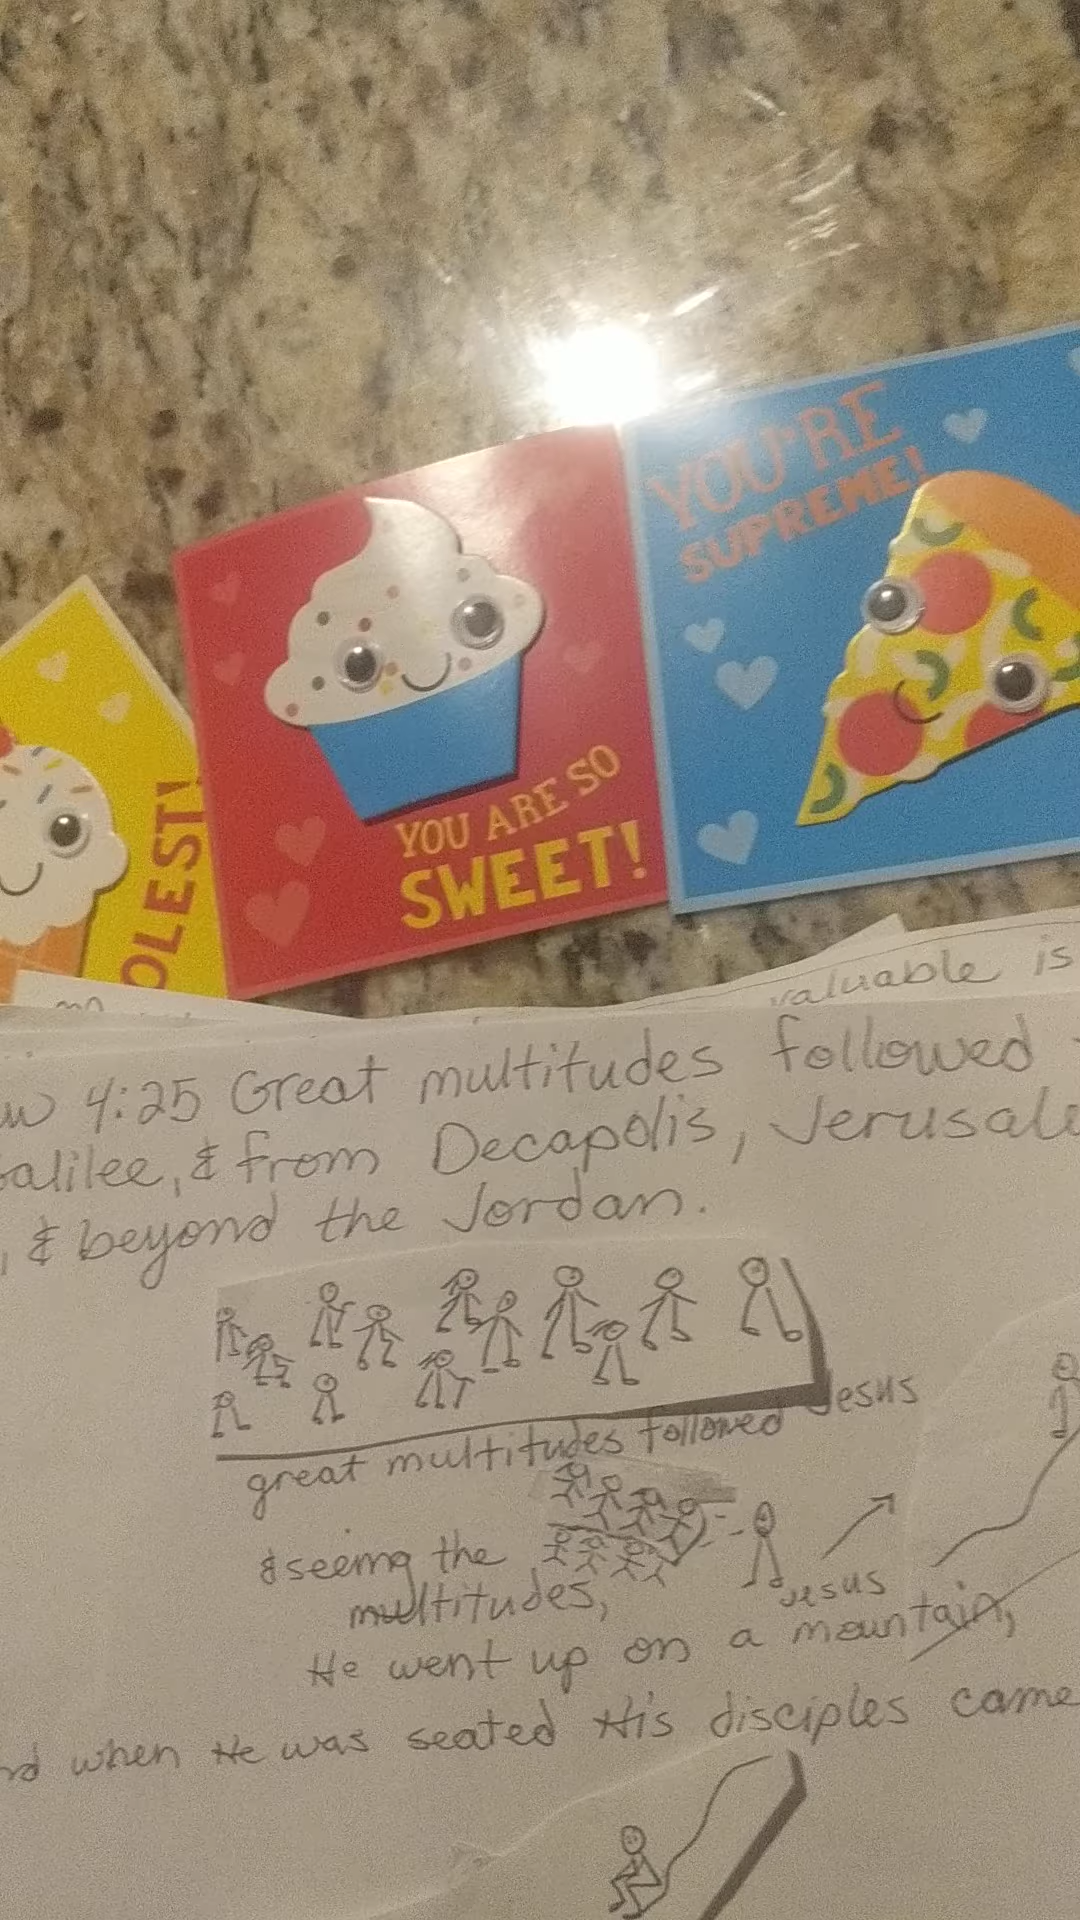 YOU'RE
SUPREME!
OLEST!
YOU ARE SO
SWEET!
valuable is
4:25 Great multitudes followed
alilee, & from Decapolis, Jerusale
, & beyond the Jordan.
great multitudes followed Jesus
& seeing the
multitudes,
Jesus
He went up on a mountain,
nd when He was seated His disciples came